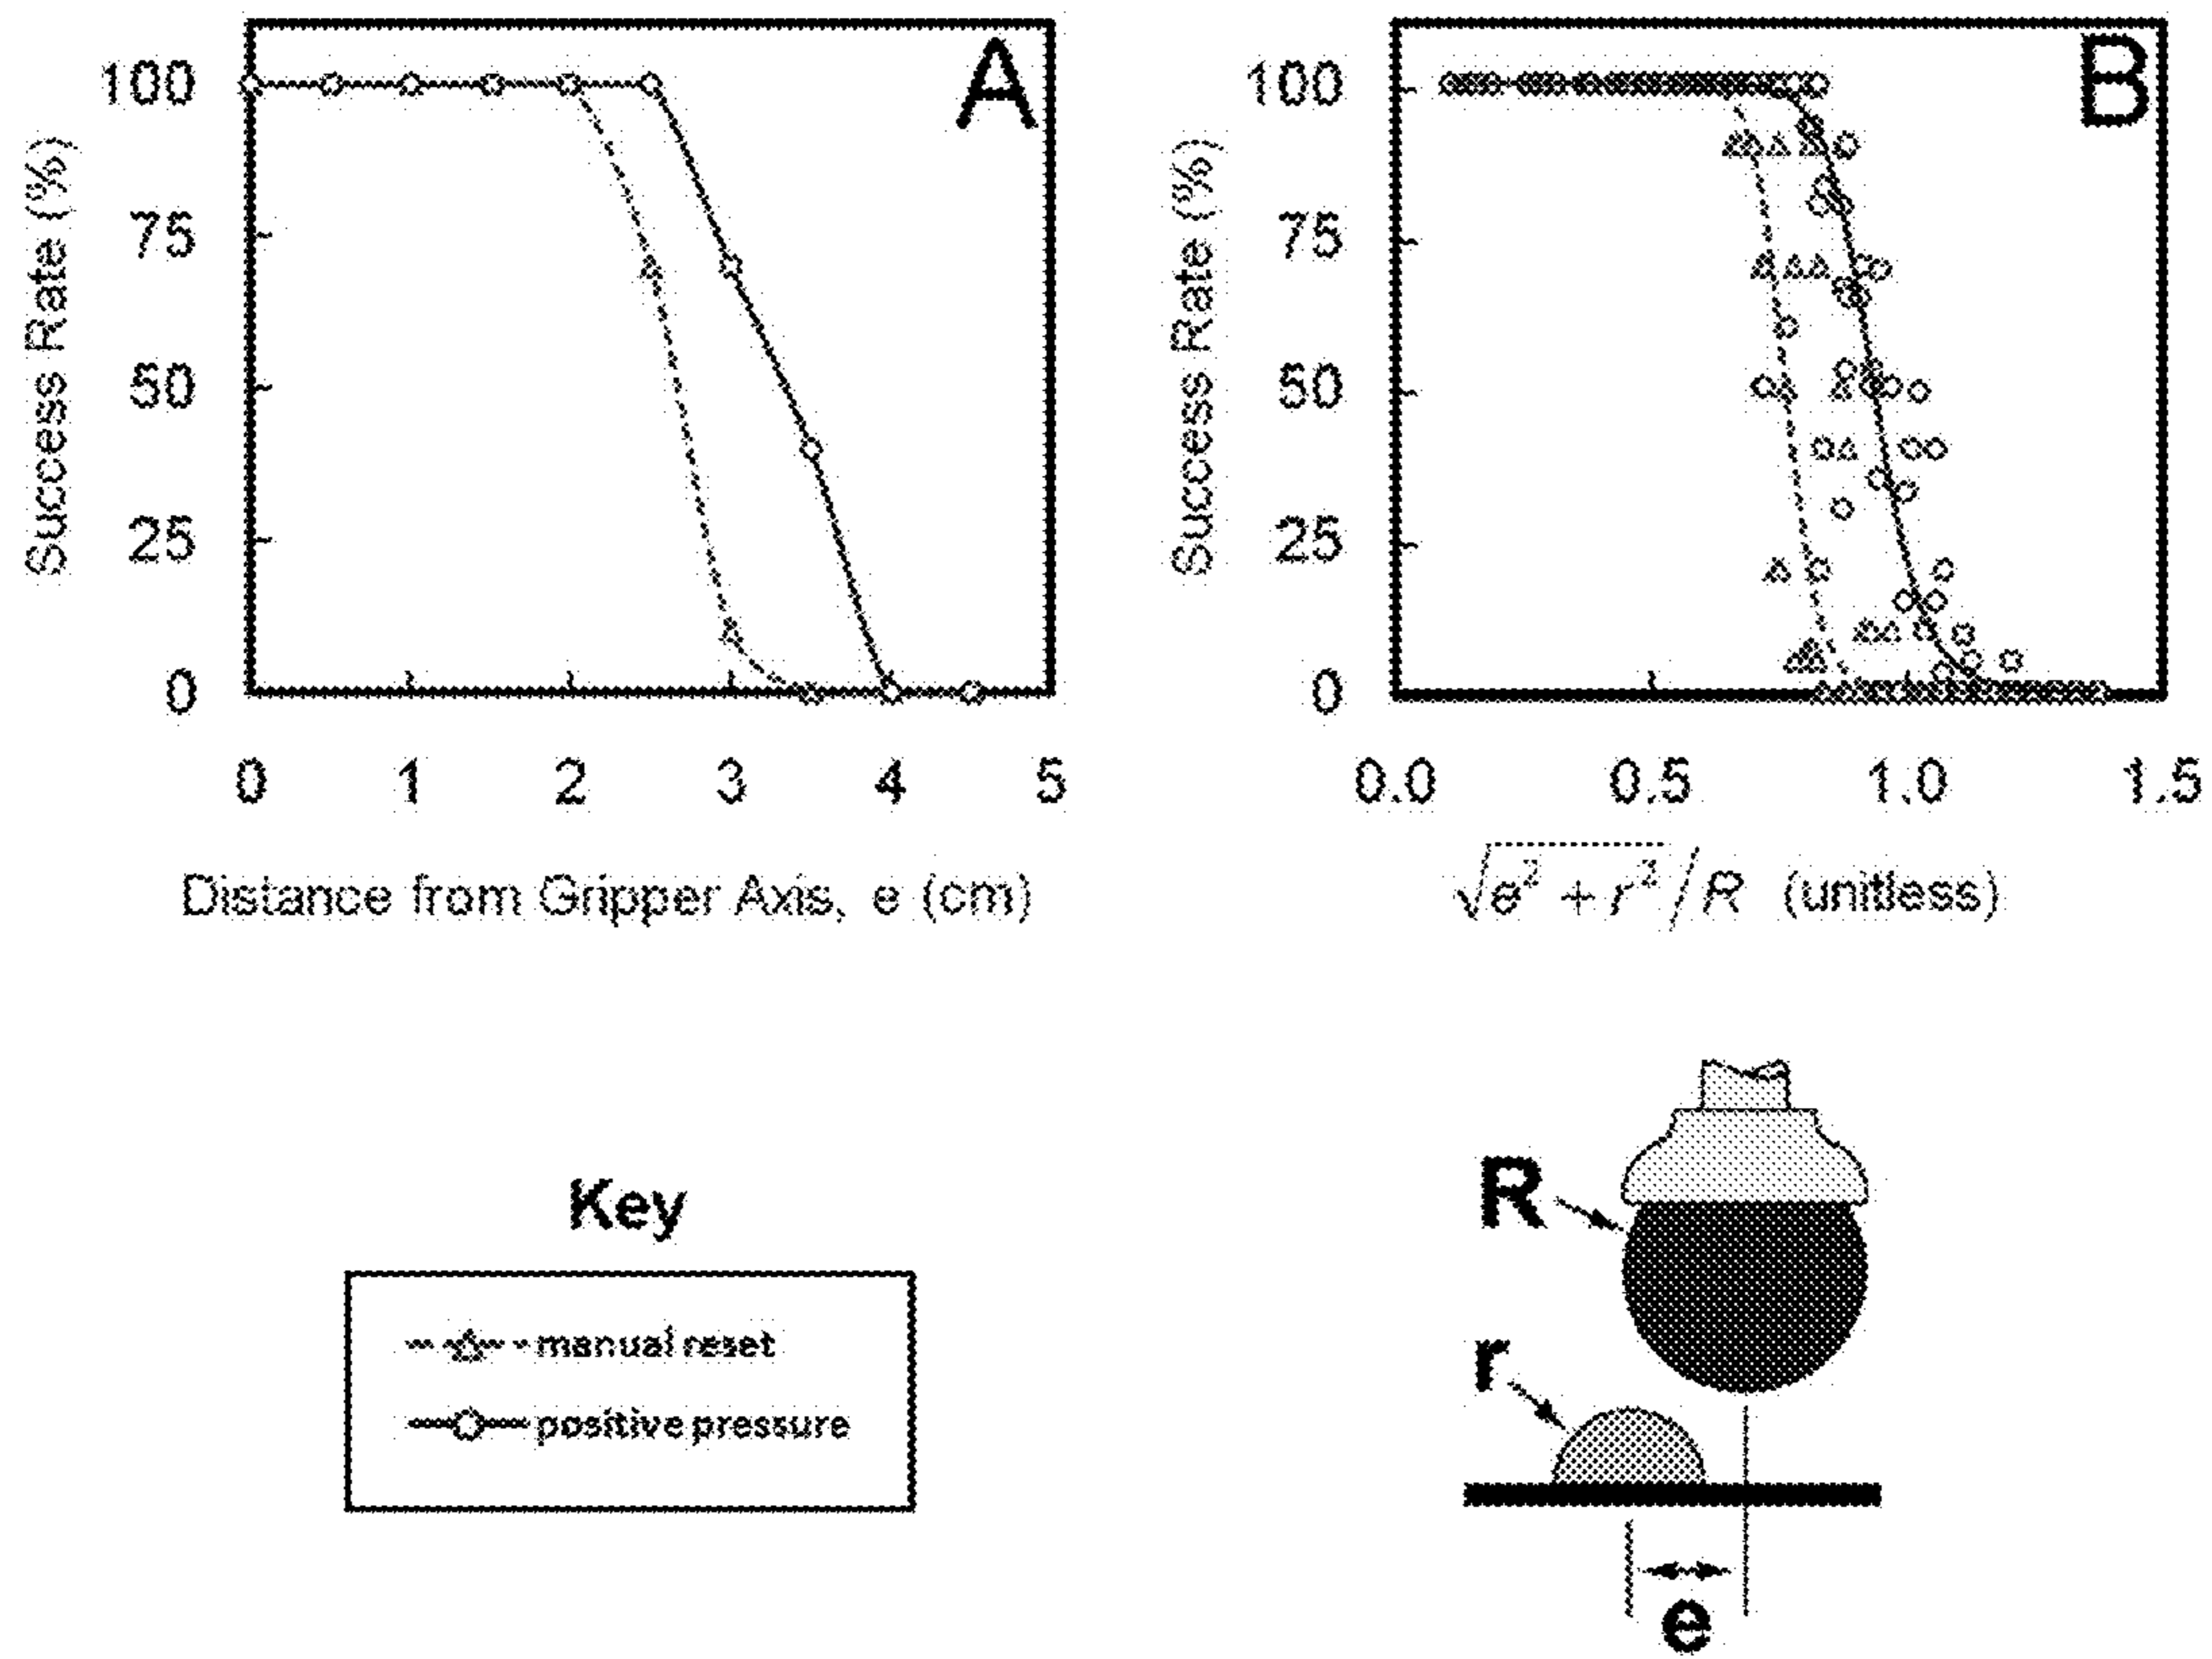 A
100
75
50
25
0
Success Rate (%)
0 1 2 3 4 5
Distance from Gripper Axis, e (cm)
B
100
75
50
25
0
Success Rate (%)
0.0 0.5 1.0 1.5
√e² + r² / R (unitless)
Key
manual reset
positive pressure
R
r
e